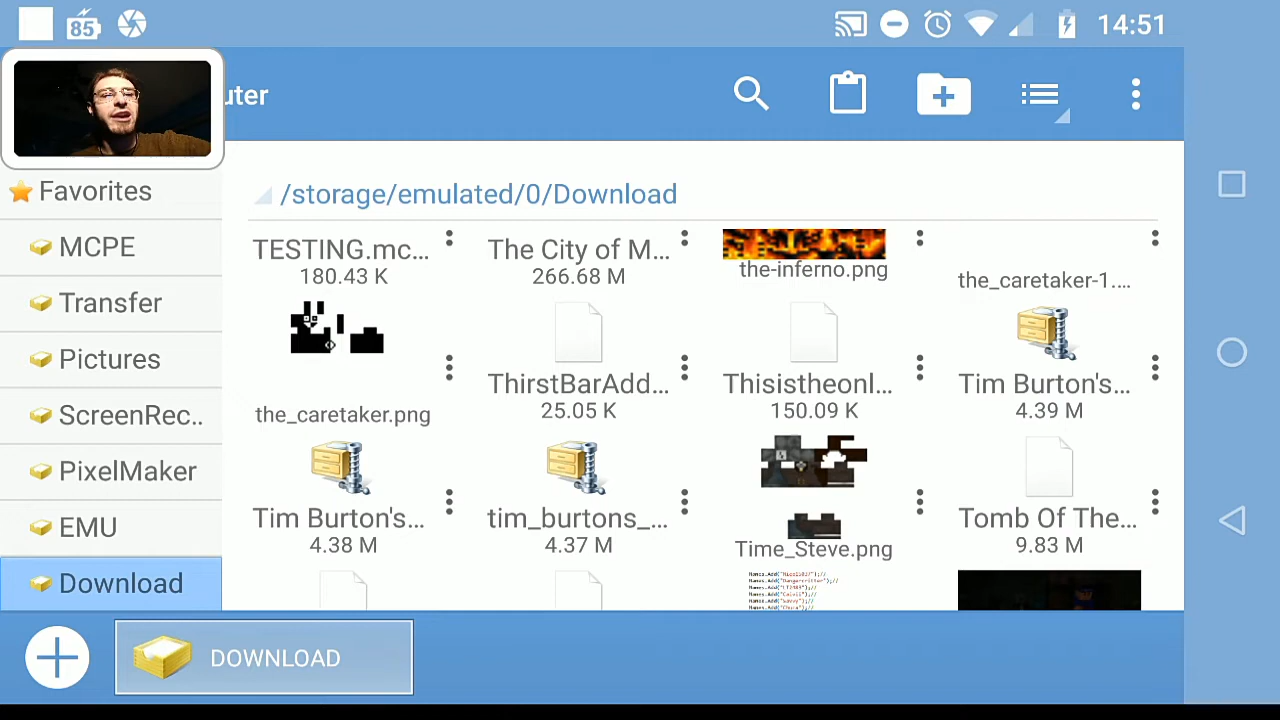 85
14:51
uter
Favorites
MCPE
Transfer
Pictures
ScreenRec..
PixelMaker
EMU
Download
/storage/emulated/0/Download
TESTING.mc...
180.43 K
The City of M...
266.68 M
the-inferno.png
the_caretaker-1....
the_caretaker.png
ThirstBarAdd...
25.05 K
Thisistheonl...
150.09 K
Tim Burton's...
4.39 M
Tim Burton's...
4.38 M
tim_burtons_...
4.37 M
Time_Steve.png
Tomb Of The...
9.83 M
DOWNLOAD